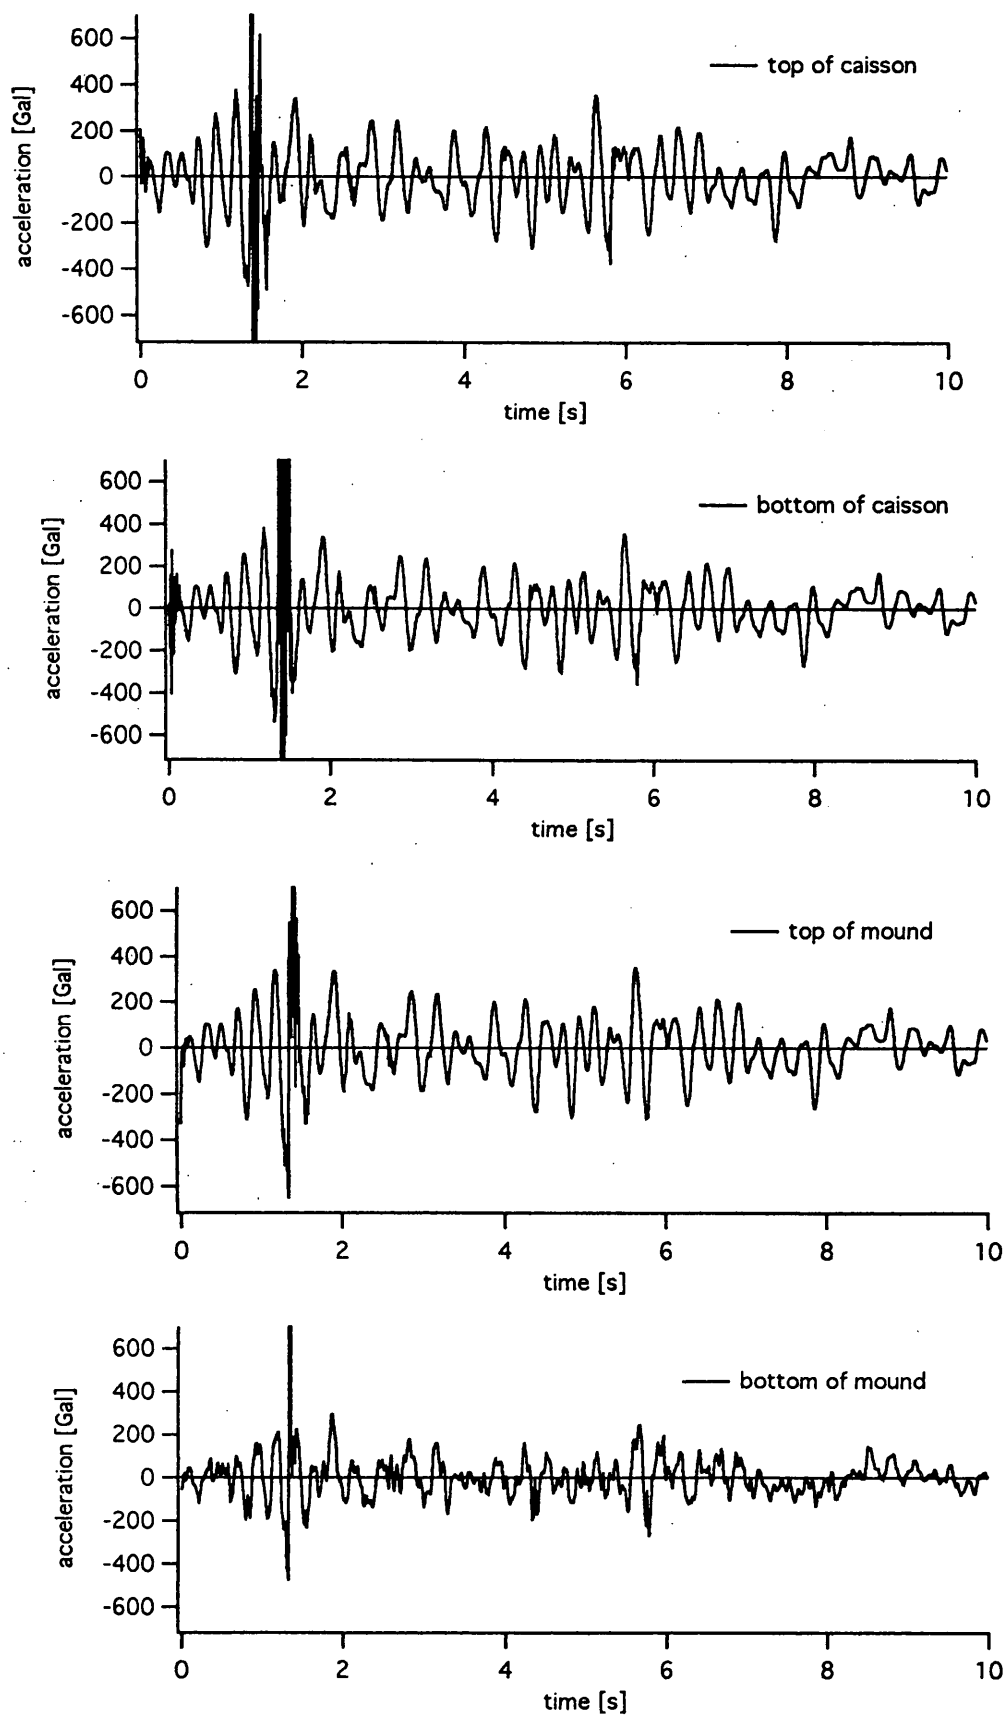 600
400
200
0
-200
-400
-600
acceleration [Gal]
top of caisson
0 2 4 6 8 10
time [s]
600
400
200
0
-200
-400
-600
acceleration [Gal]
bottom of caisson
0 2 4 6 8 10
time [s]
600
400
200
0
-200
-400
-600
acceleration [Gal]
top of mound
0 2 4 6 8 10
time [s]
600
400
200
0
-200
-400
-600
acceleration [Gal]
bottom of mound
0 2 4 6 8 10
time [s]